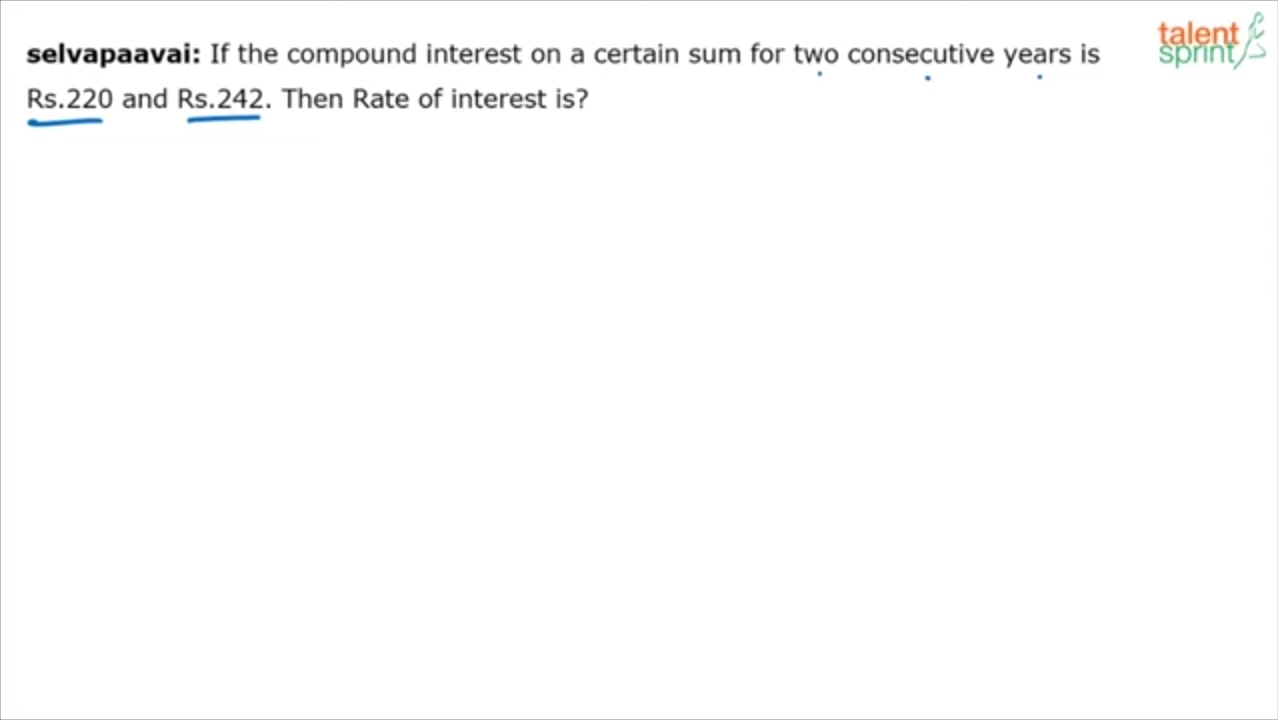 talent
sprint
selvapaavai: If the compound interest on a certain sum for two consecutive years is
Rs.220 and Rs.242. Then Rate of interest is?